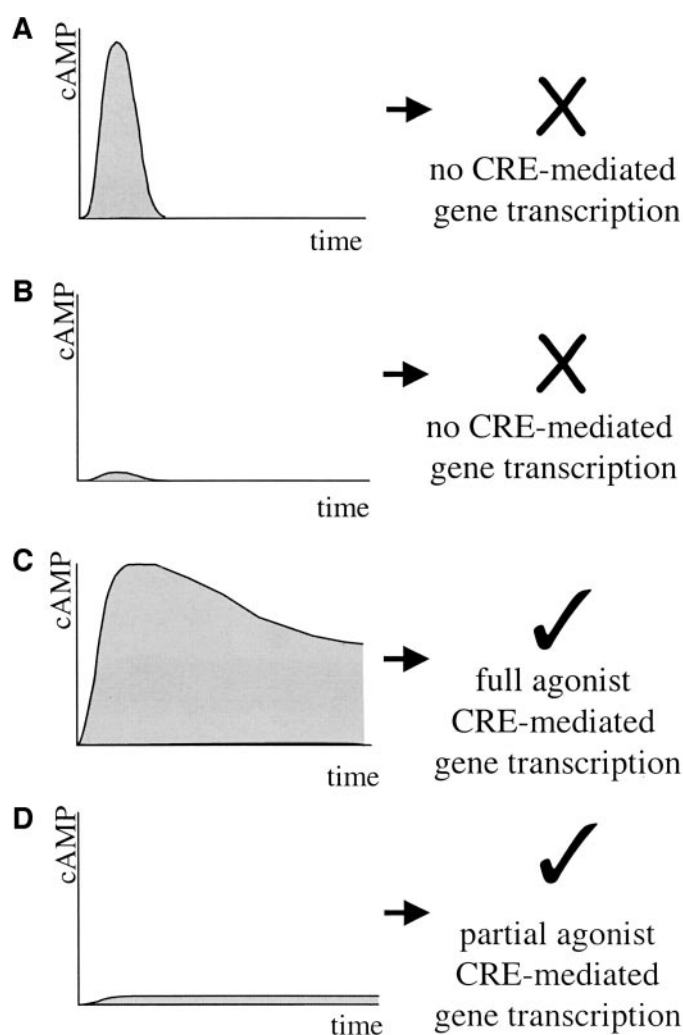 A
cAMP
time
no CRE-mediated
gene transcription
B
cAMP
time
no CRE-mediated
gene transcription
C
cAMP
time
full agonist
CRE-mediated
gene transcription
D
cAMP
time
partial agonist
CRE-mediated
gene transcription